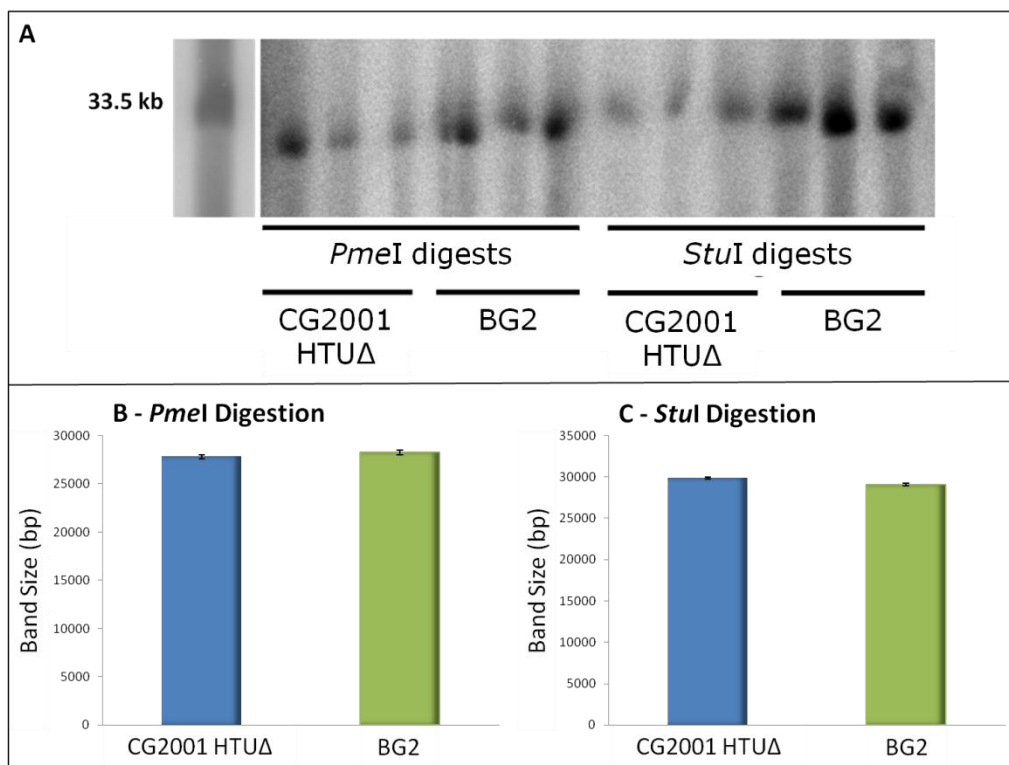 A
33.5 kb
PmeI digests
StuI digests
CG2001
HTUΔ
BG2
CG2001
HTUΔ
BG2
B - PmeI Digestion
30000
25000
20000
15000
10000
5000
0
Band Size (bp)
CG2001 HTUΔ
BG2
C - StuI Digestion
35000
30000
25000
20000
15000
10000
5000
0
Band Size (bp)
CG2001 HTUΔ
BG2